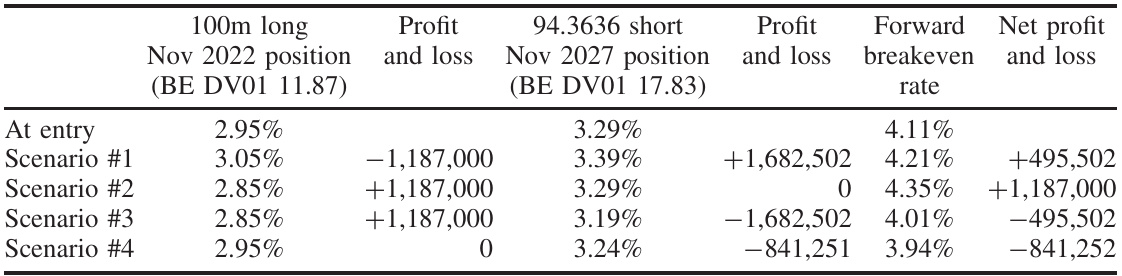 100m long Profit 94.3636 short Profit Forward Net profit
Nov 2022 position and loss Nov 2027 position and loss breakeven and loss
(BE DV01 11.87) (BE DV01 17.83) rate
At entry 2.95% 3.29% 4.11%
Scenario #1 3.05% −1,187,000 3.39% +1,682,502 4.21% +495,502
Scenario #2 2.85% +1,187,000 3.29% 0 4.35% +1,187,000
Scenario #3 2.85% +1,187,000 3.19% −1,682,502 4.01% −495,502
Scenario #4 2.95% 0 3.24% −841,251 3.94% −841,252